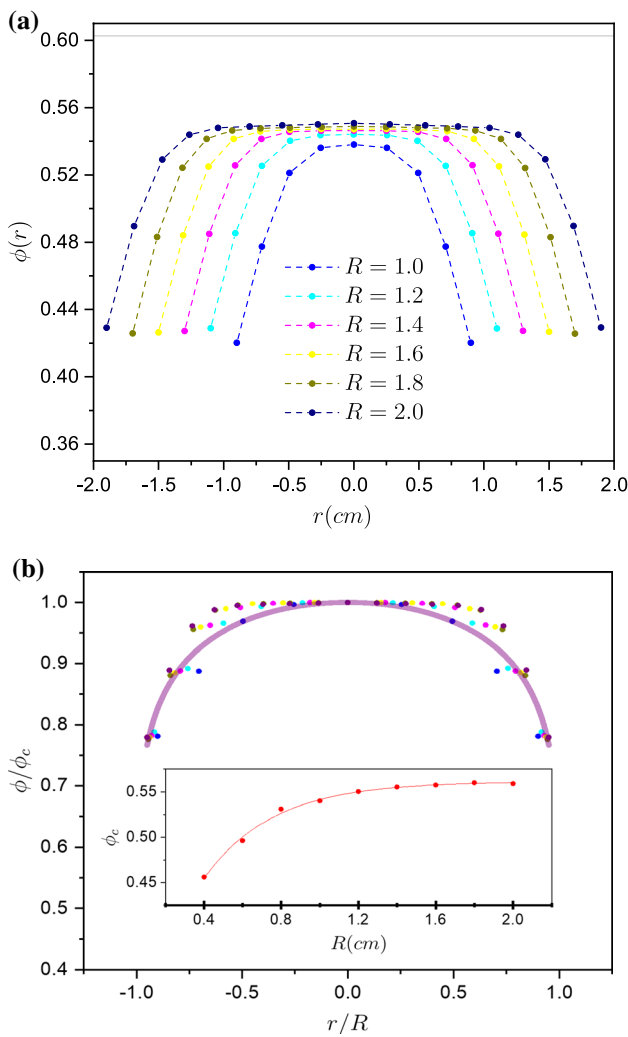 (a)
0.60
0.56
0.52
0.48
0.44
0.40
0.36
ϕ(r)
R = 1.0
R = 1.2
R = 1.4
R = 1.6
R = 1.8
R = 2.0
-2.0 -1.5 -1.0 -0.5 0.0 0.5 1.0 1.5 2.0
r(cm)
(b)
1.0
0.9
0.8
0.7
0.6
0.5
0.4
ϕ/ϕ_c
0.55
0.50
0.45
ϕ_c
0.4 0.8 1.2 1.6 2.0
R(cm)
-1.0 -0.5 0.0 0.5 1.0
r/R